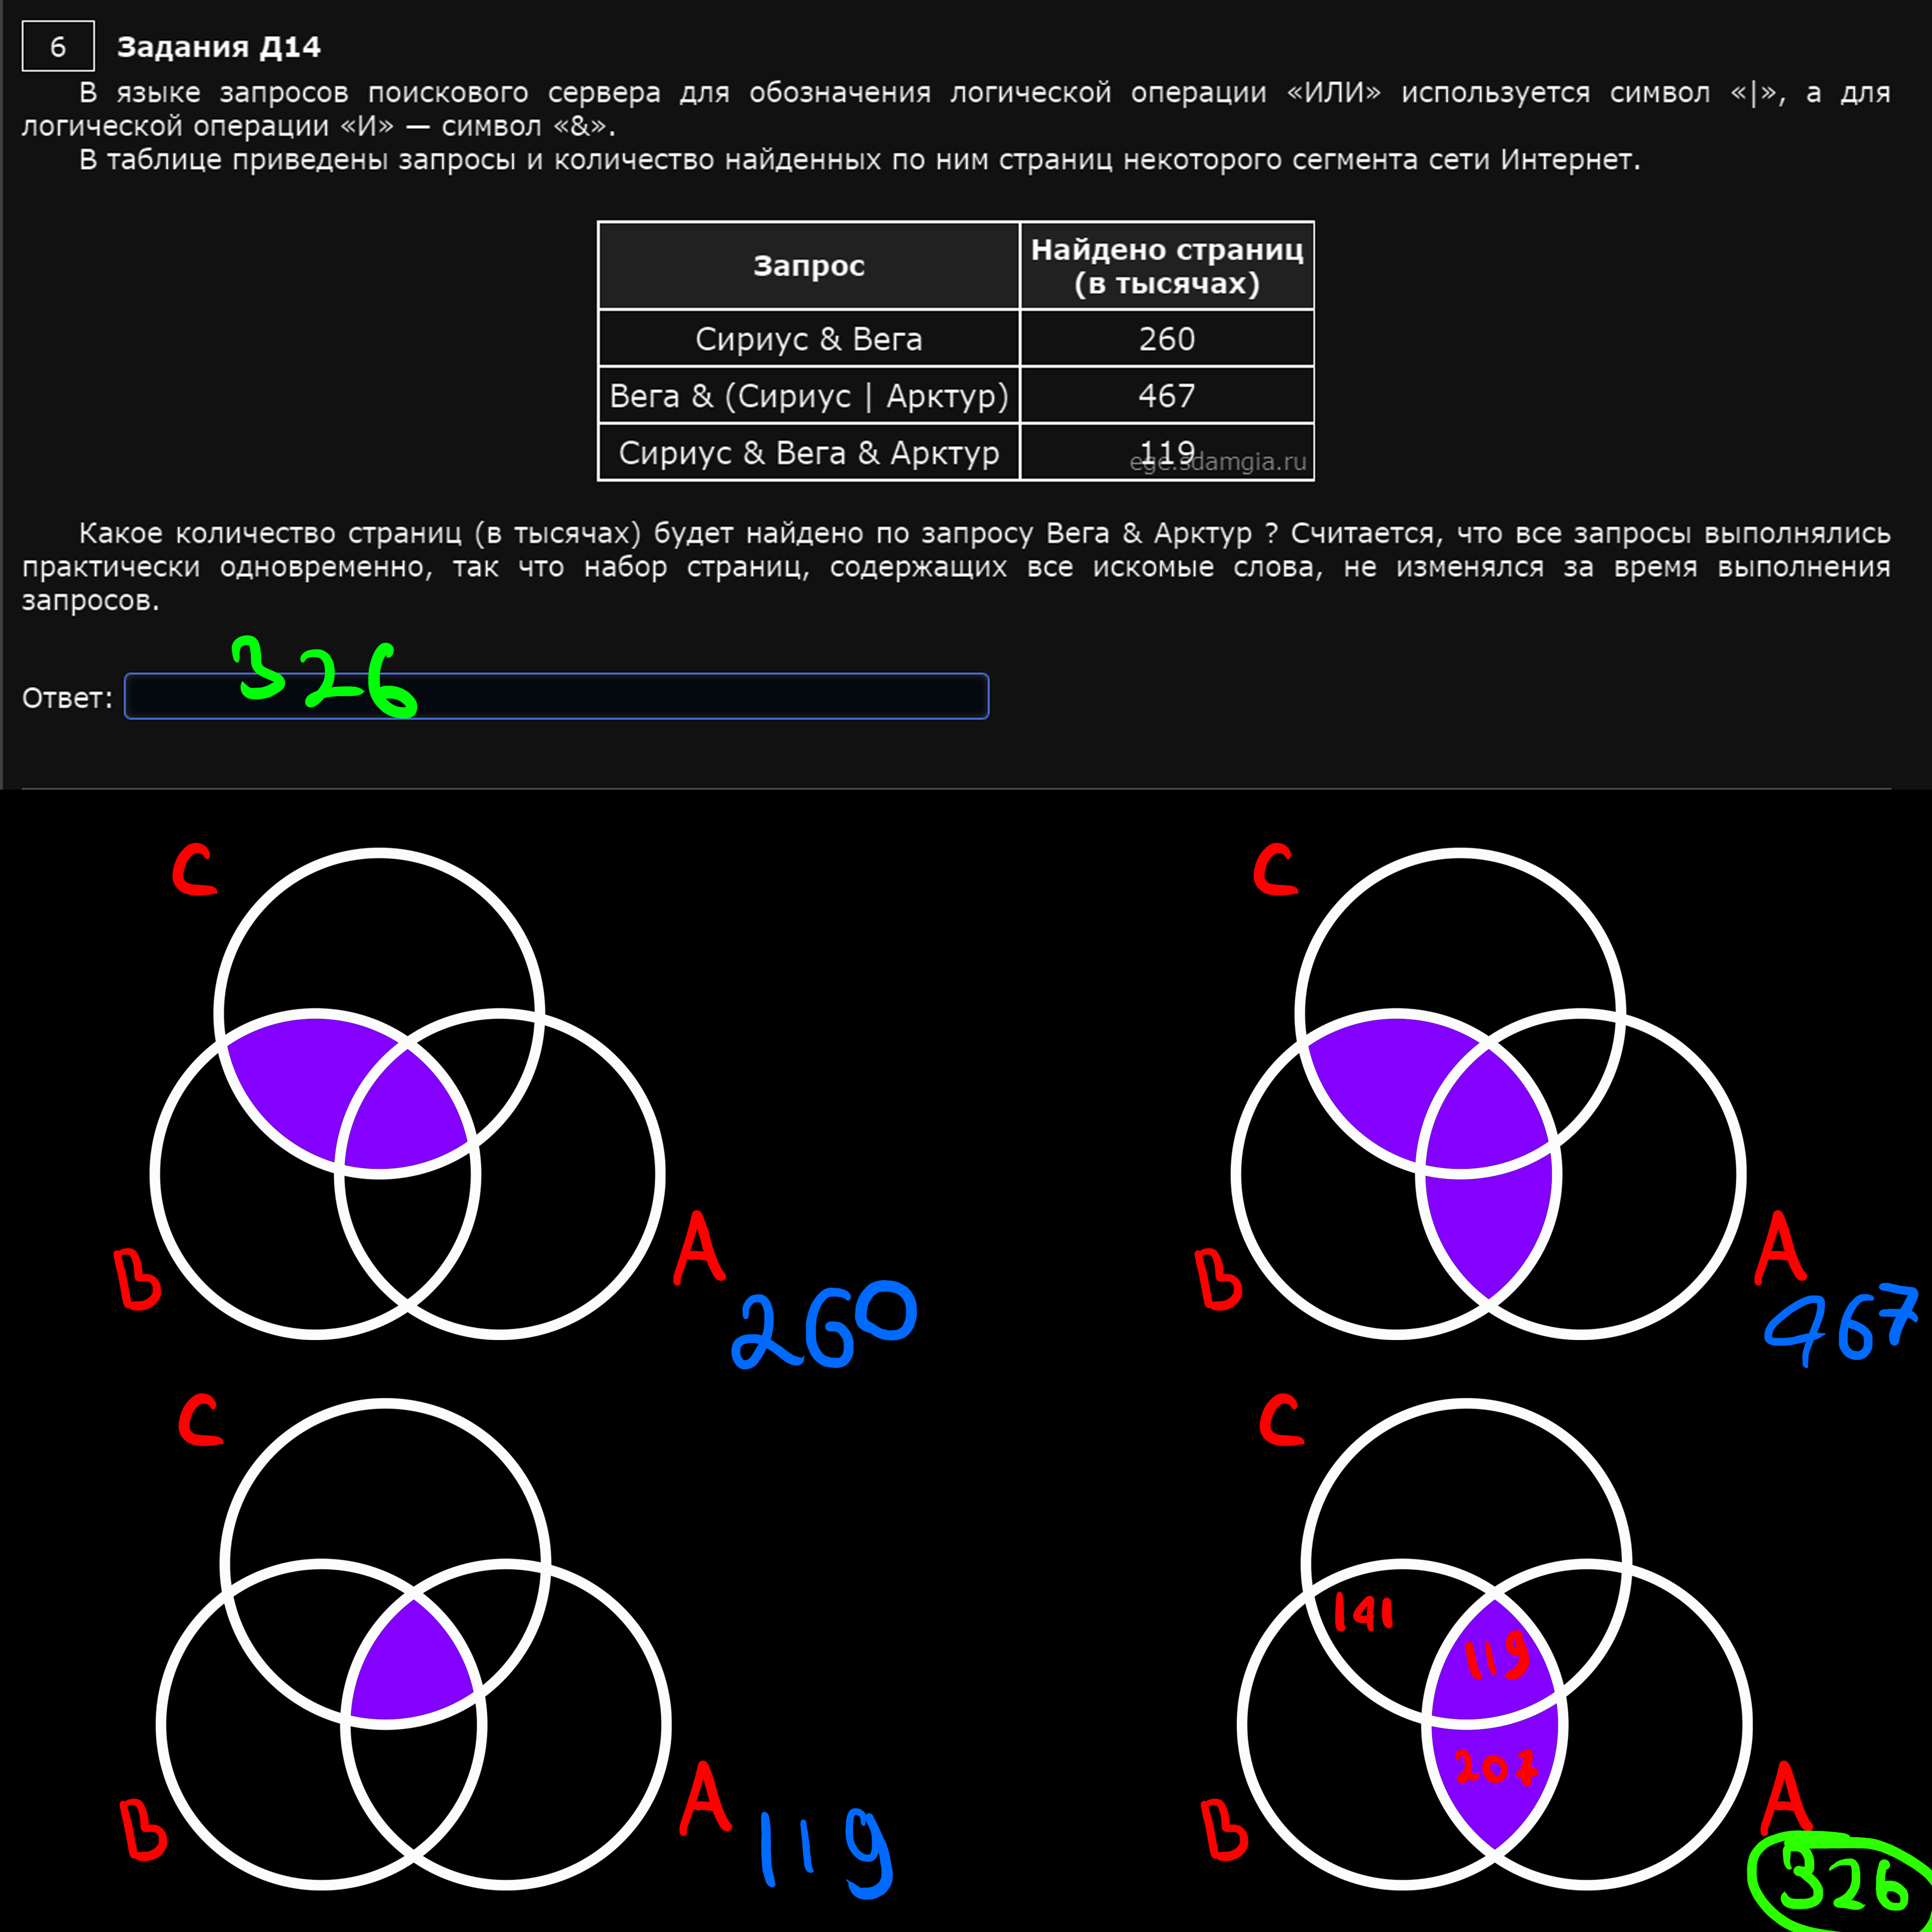 6 Задания Д14
В языке запросов поискового сервера для обозначения логической операции «ИЛИ» используется символ «|», а для
логической операции «И» — символ «&».
В таблице приведены запросы и количество найденных по ним страниц некоторого сегмента сети Интернет.
Запрос Найдено страниц
(в тысячах)
Сириус & Вега 260
Вега & (Сириус | Арктур) 467
Сириус & Вега & Арктур 119
ege.sdamgia.ru
Какое количество страниц (в тысячах) будет найдено по запросу Вега & Арктур ? Считается, что все запросы выполнялись
практически одновременно, так что набор страниц, содержащих все искомые слова, не изменялся за время выполнения
запросов.
326
Ответ:
C
B
A
260
C
B
A
467
C
B
A
119
C
141
119
207
B
A
326